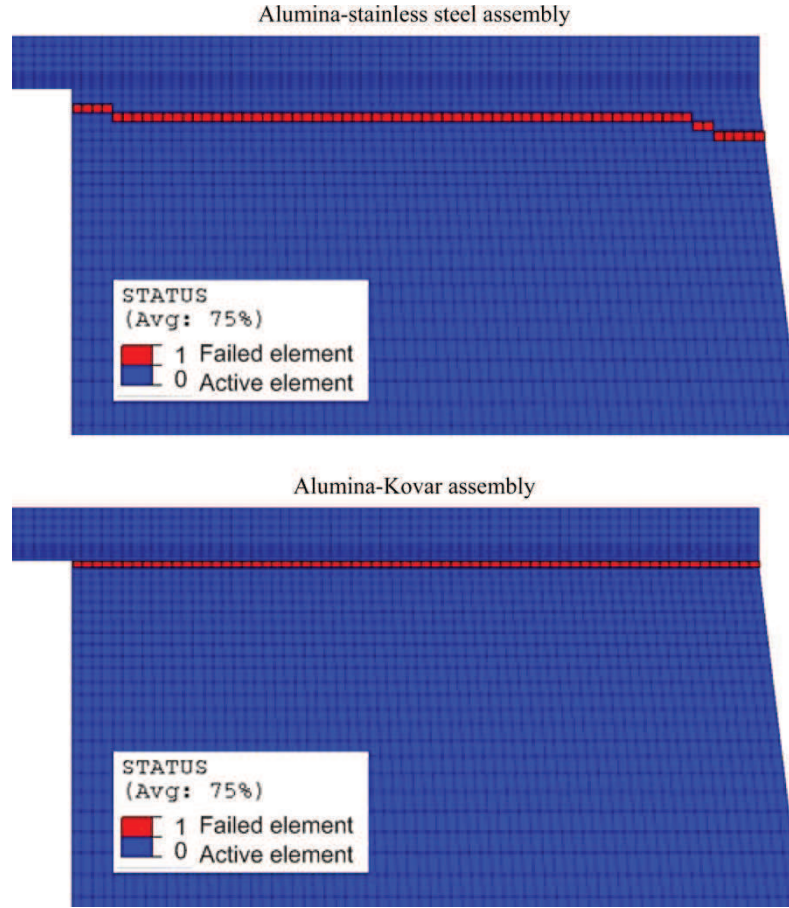 Alumina-stainless steel assembly
STATUS
(Avg: 75%)
1 Failed element
0 Active element
Alumina-Kovar assembly
STATUS
(Avg: 75%)
1 Failed element
0 Active element